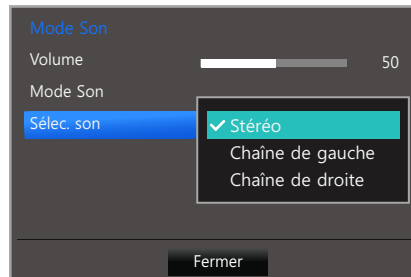 Mode Son
Volume 50
Mode Son
Sélec. son
Stéréo
Chaîne de gauche
Chaîne de droite
Fermer